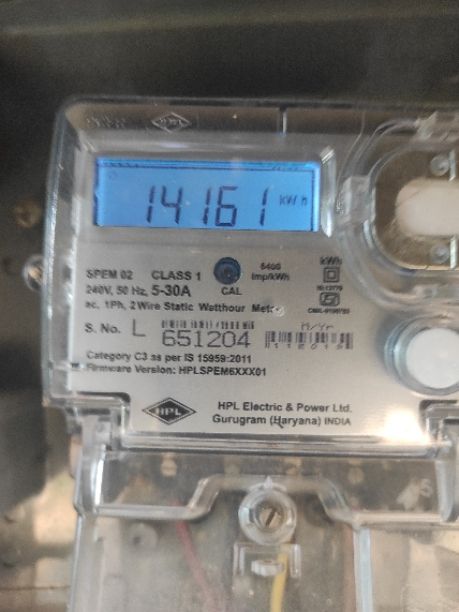 HPL
14161 kWh
SPEM 02 CLASS 1
6400 Imp/kWh
kWh
240V, 50 Hz, 5-30A
CAL
ac, 1Ph, 2 Wire Static Watthour Meter
S. No. L 651204
M/Yr
Category C3 as per IS 15959:2011
Firmware Version: HPLSPEM6XXX01
HPL
HPL Electric & Power Ltd.
Gurugram (Haryana) INDIA